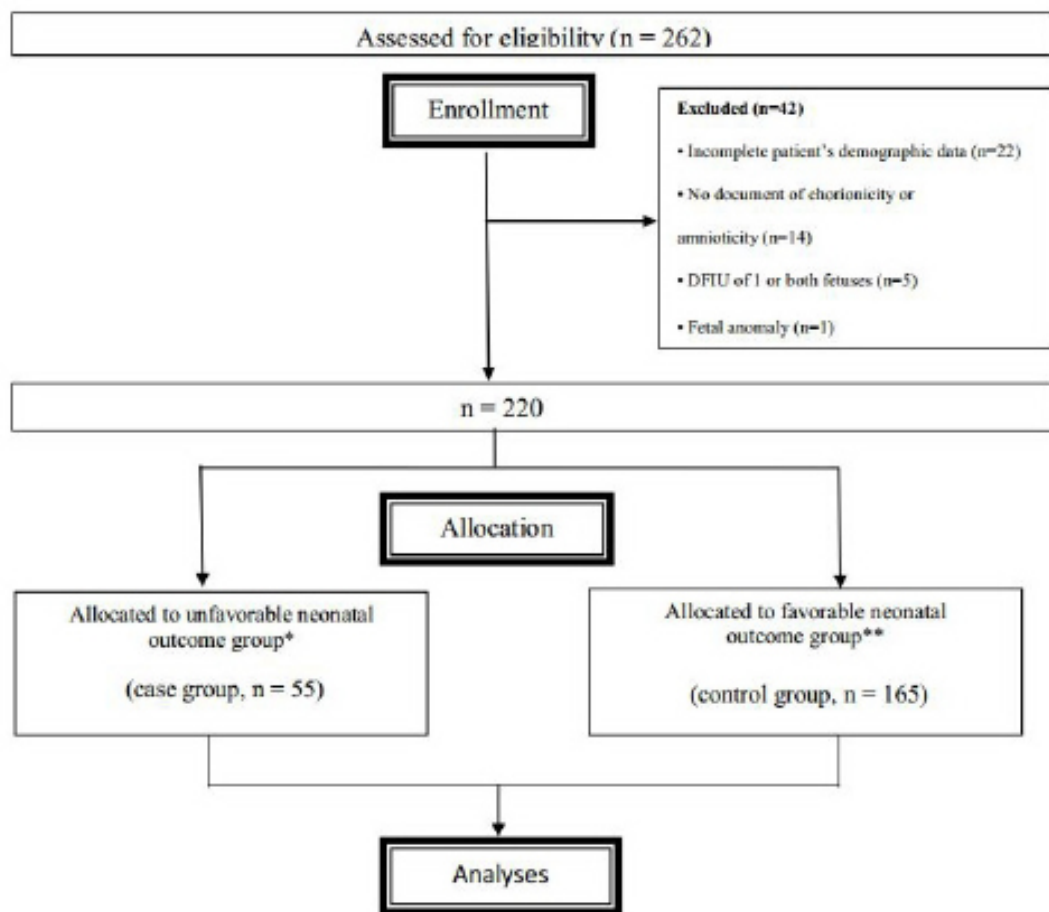 Assessed for eligibility (n = 262)
Enrollment
Excluded (n=42)
• Incomplete patient's demographic data (n=22)
• No document of chorionicity or
amnioticity (n=14)
• DFIU of 1 or both fetuses (n=5)
• Fetal anomaly (n=1)
n = 220
Allocation
Allocated to unfavorable neonatal
outcome group*
(case group, n = 55)
Allocated to favorable neonatal
outcome group**
(control group, n = 165)
Analyses